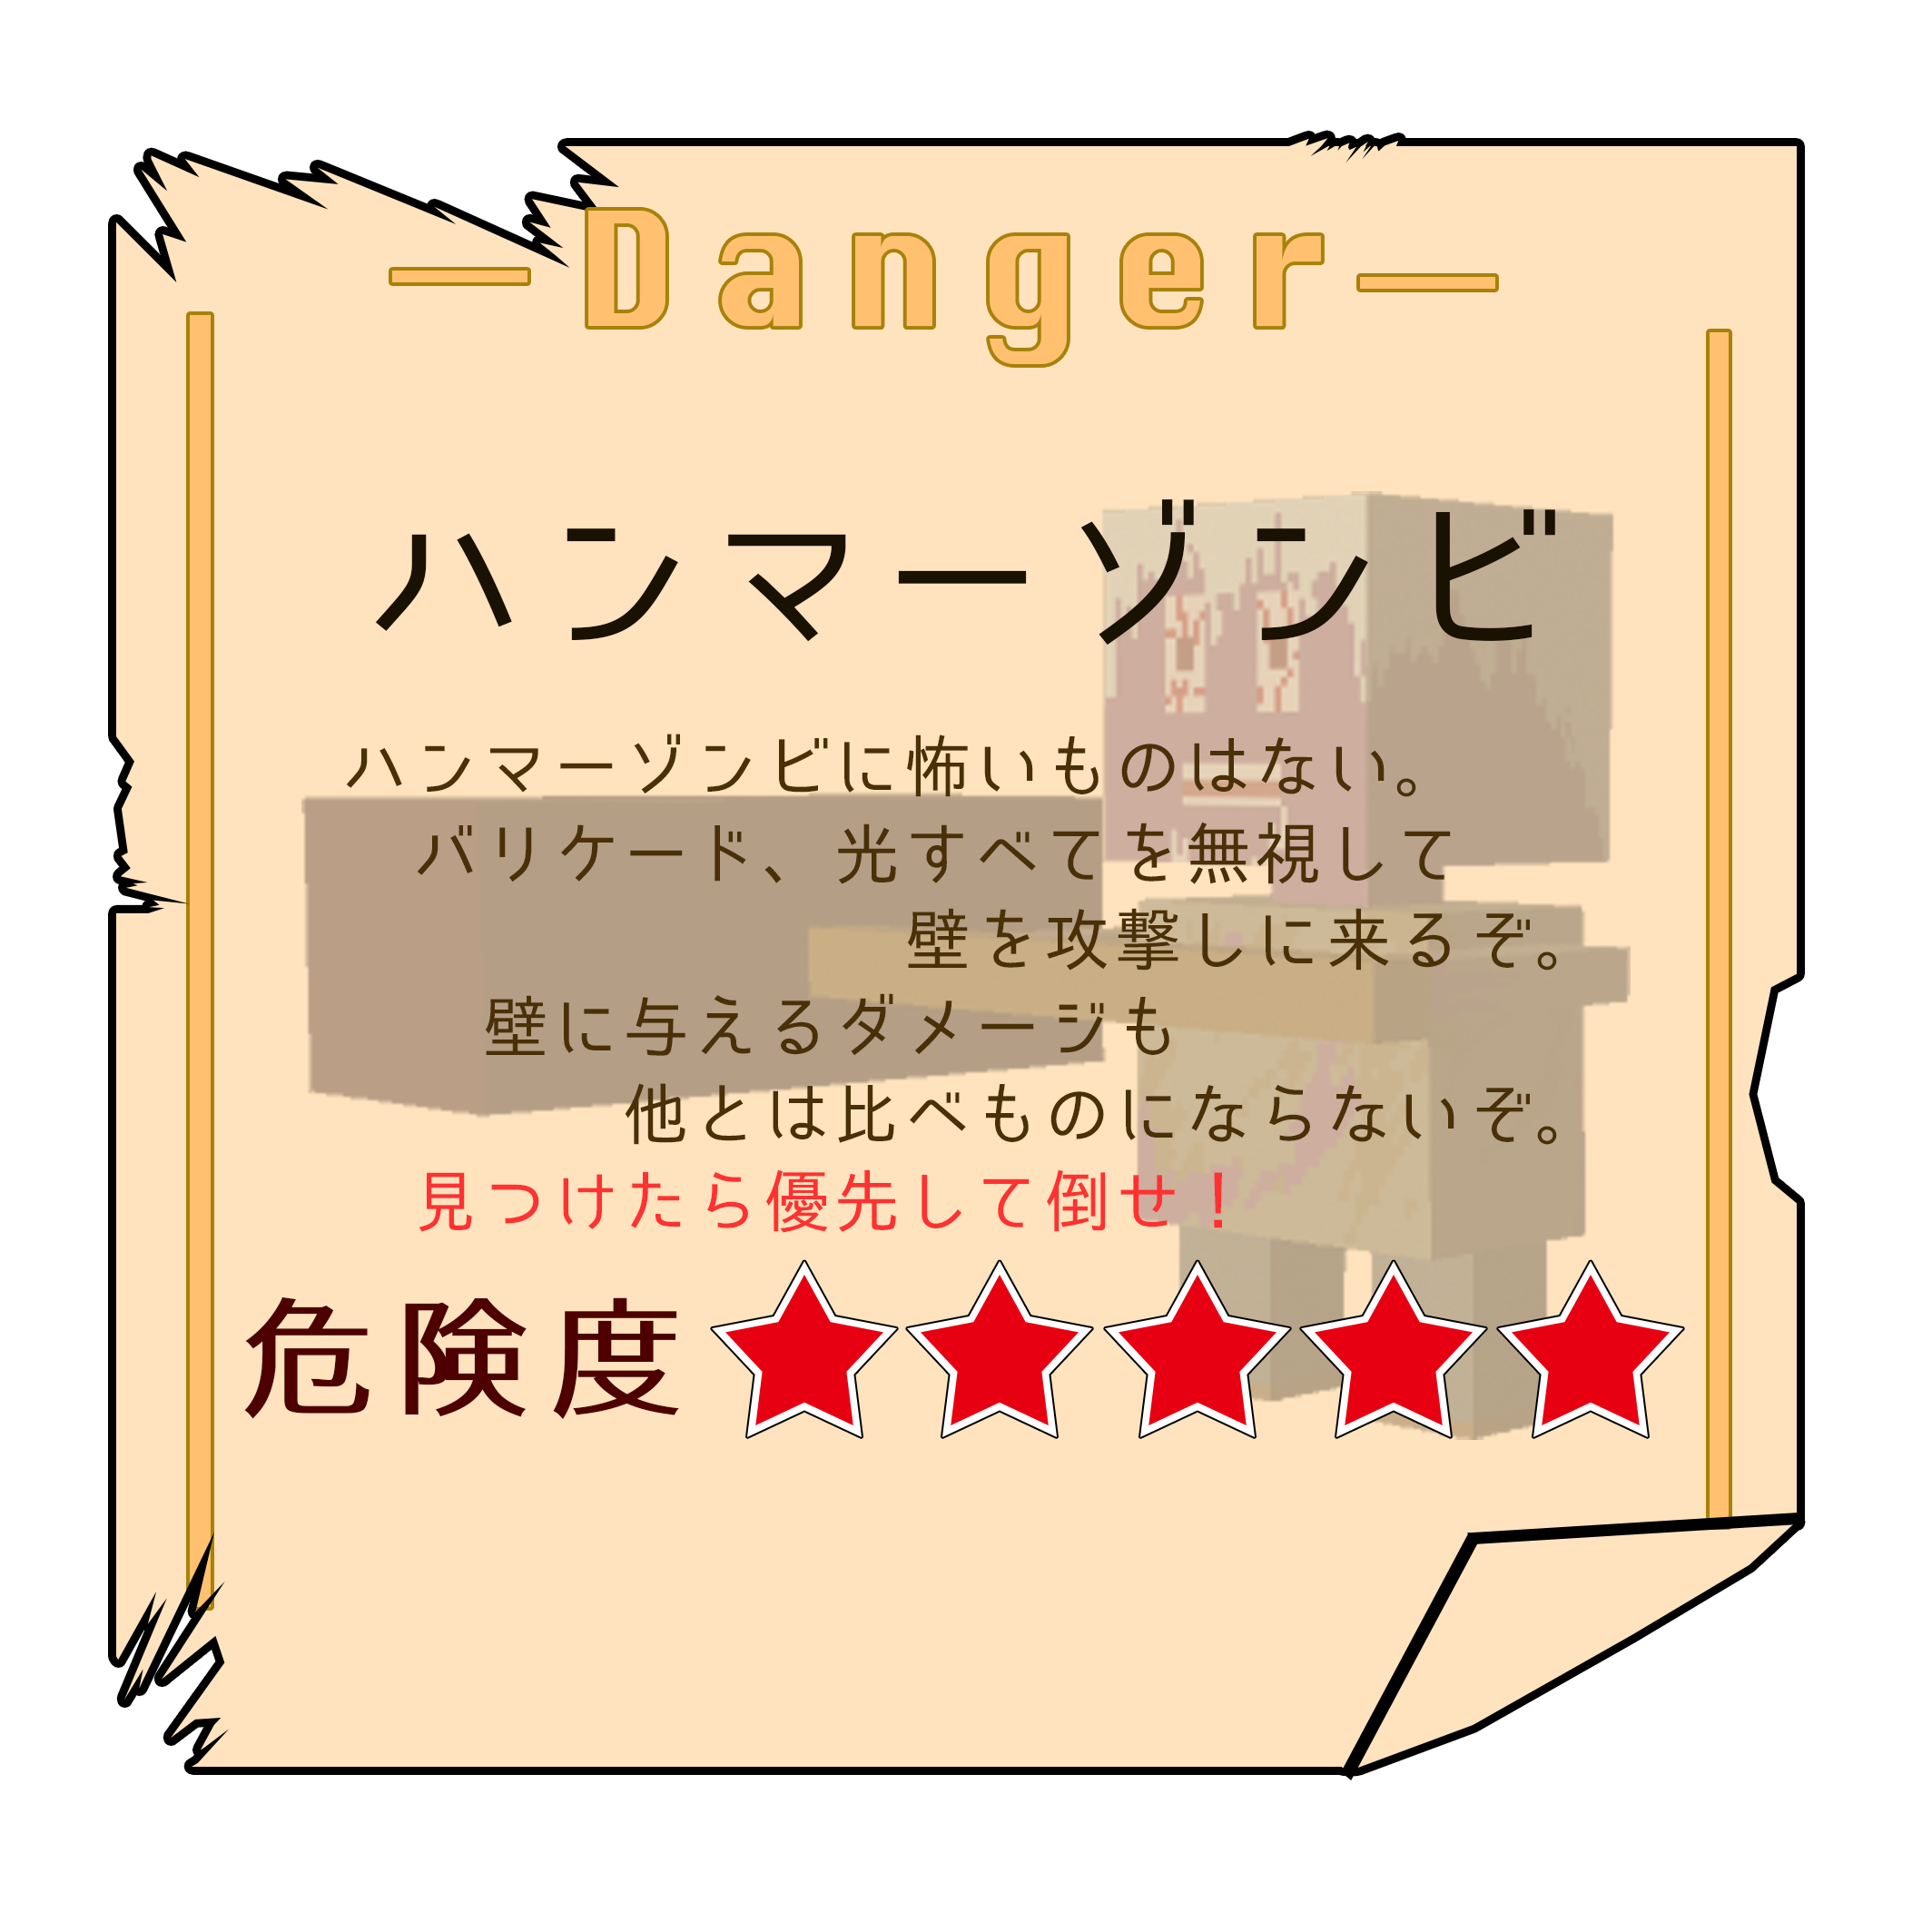 ―Danger―
ハンマーゾンビ
ハンマーゾンビに怖いものはない。
バリケード、光すべてを無視して
壁を攻撃しに来るぞ。
壁に与えるダメージも
他とは比べものにならないぞ。
見つけたら優先して倒せ！
危険度★★★★★